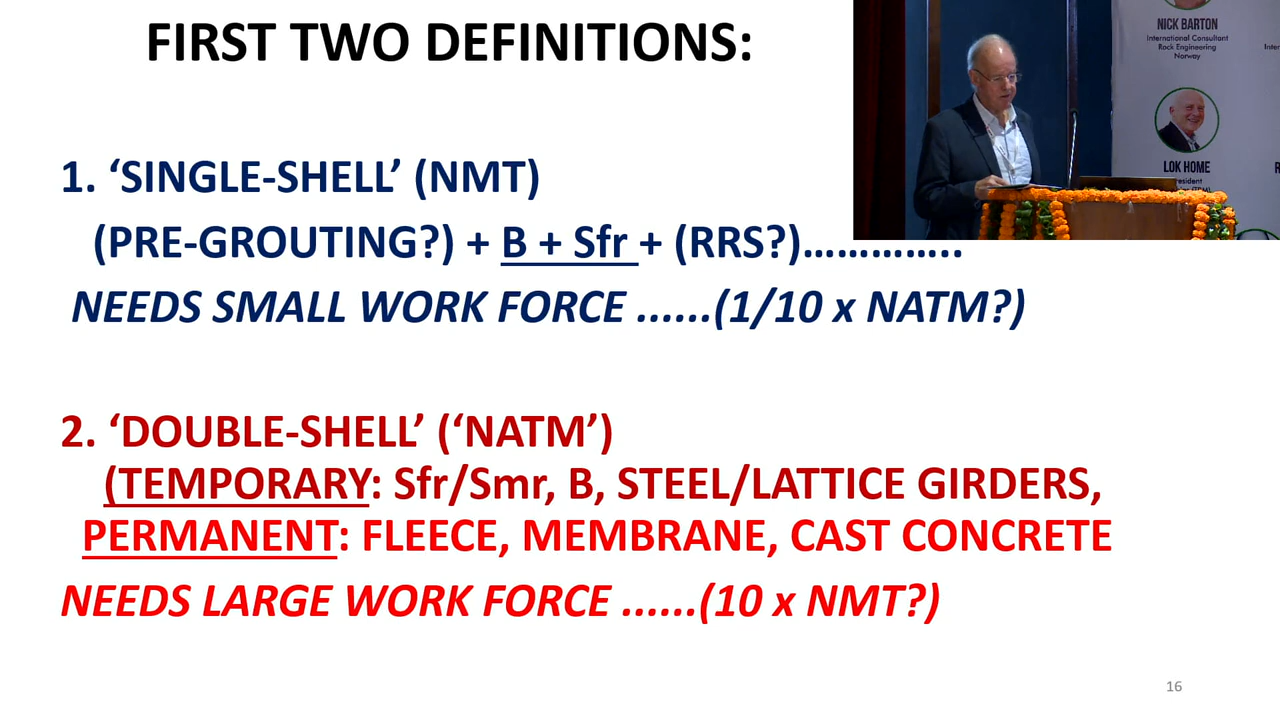 FIRST TWO DEFINITIONS:
1. ‘SINGLE-SHELL’ (NMT)
(PRE-GROUTING?) + B + Sfr + (RRS?)…………..
NEEDS SMALL WORK FORCE ......(1/10 x NATM?)
2. ‘DOUBLE-SHELL’ (‘NATM’)
(TEMPORARY: Sfr/Smr, B, STEEL/LATTICE GIRDERS,
PERMANENT: FLEECE, MEMBRANE, CAST CONCRETE
NEEDS LARGE WORK FORCE ......(10 x NMT?)
16
NICK BARTON
International Consultant
Rock Engineering
Norway
LOK HOME